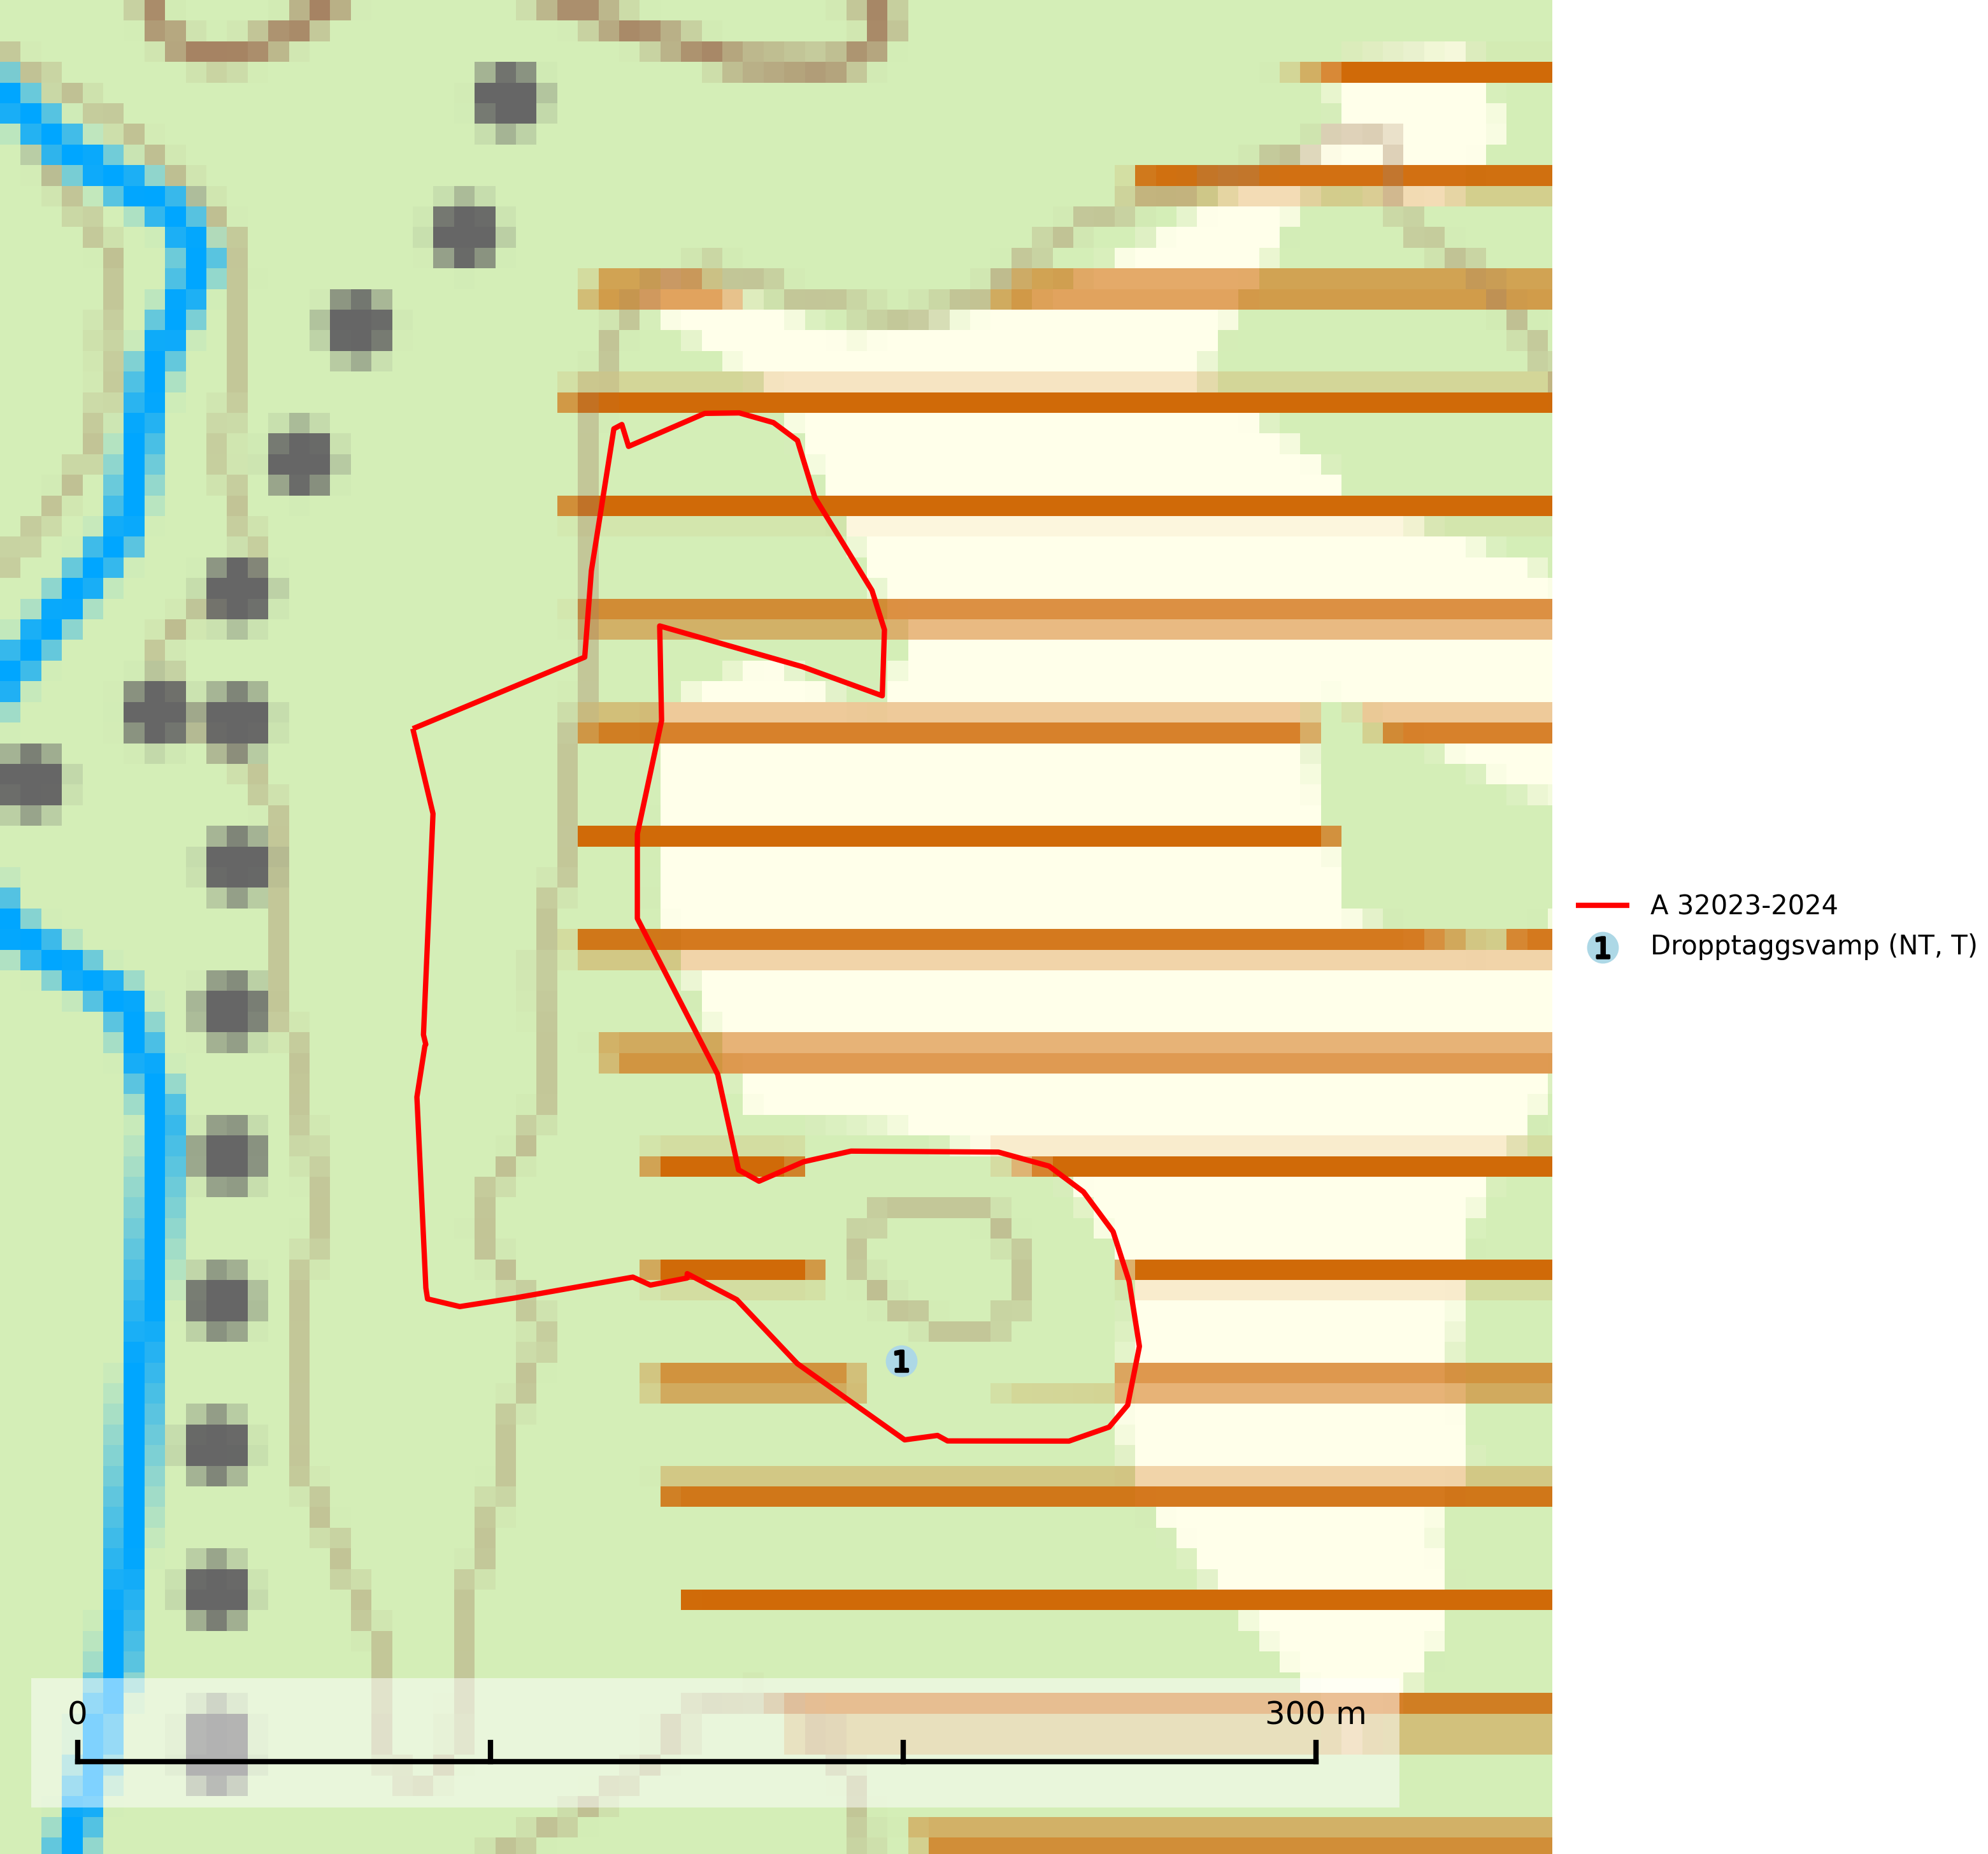 A 32023-2024
1 Dropptaggsvamp (NT, T)
1
0 300 m